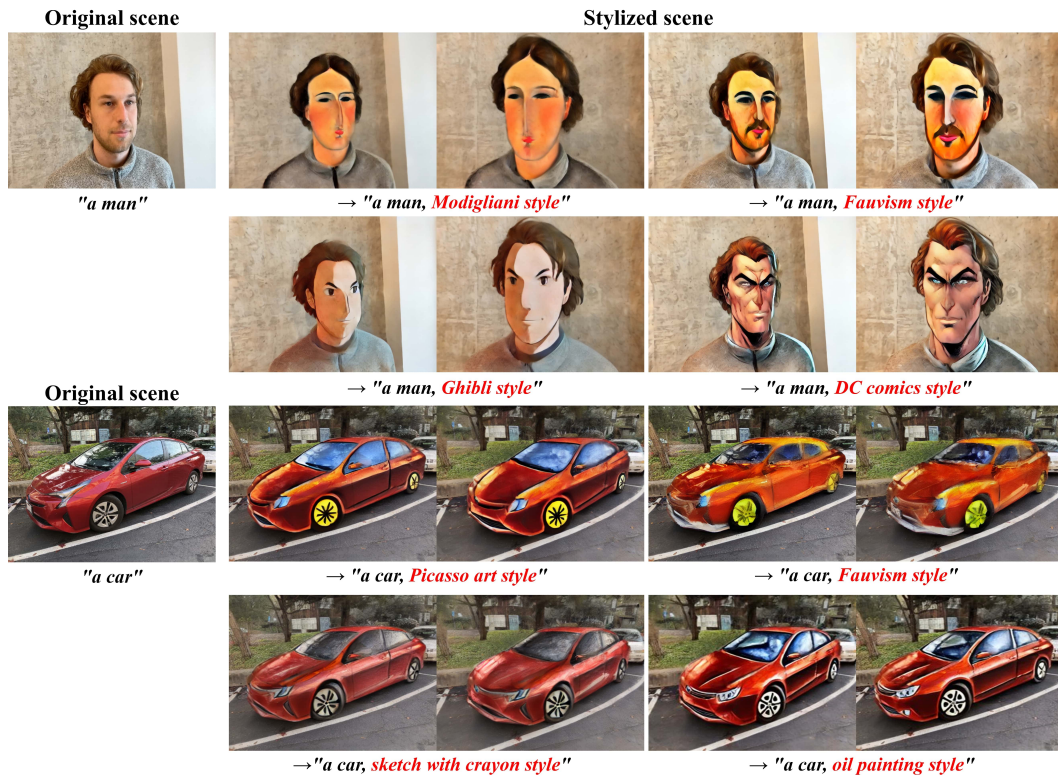 Original scene
Stylized scene
"a man"
→ "a man, Modigliani style"
→ "a man, Fauvism style"
→ "a man, Ghibli style"
→ "a man, DC comics style"
Original scene
"a car"
→ "a car, Picasso art style"
→ "a car, Fauvism style"
→"a car, sketch with crayon style"
→ "a car, oil painting style"